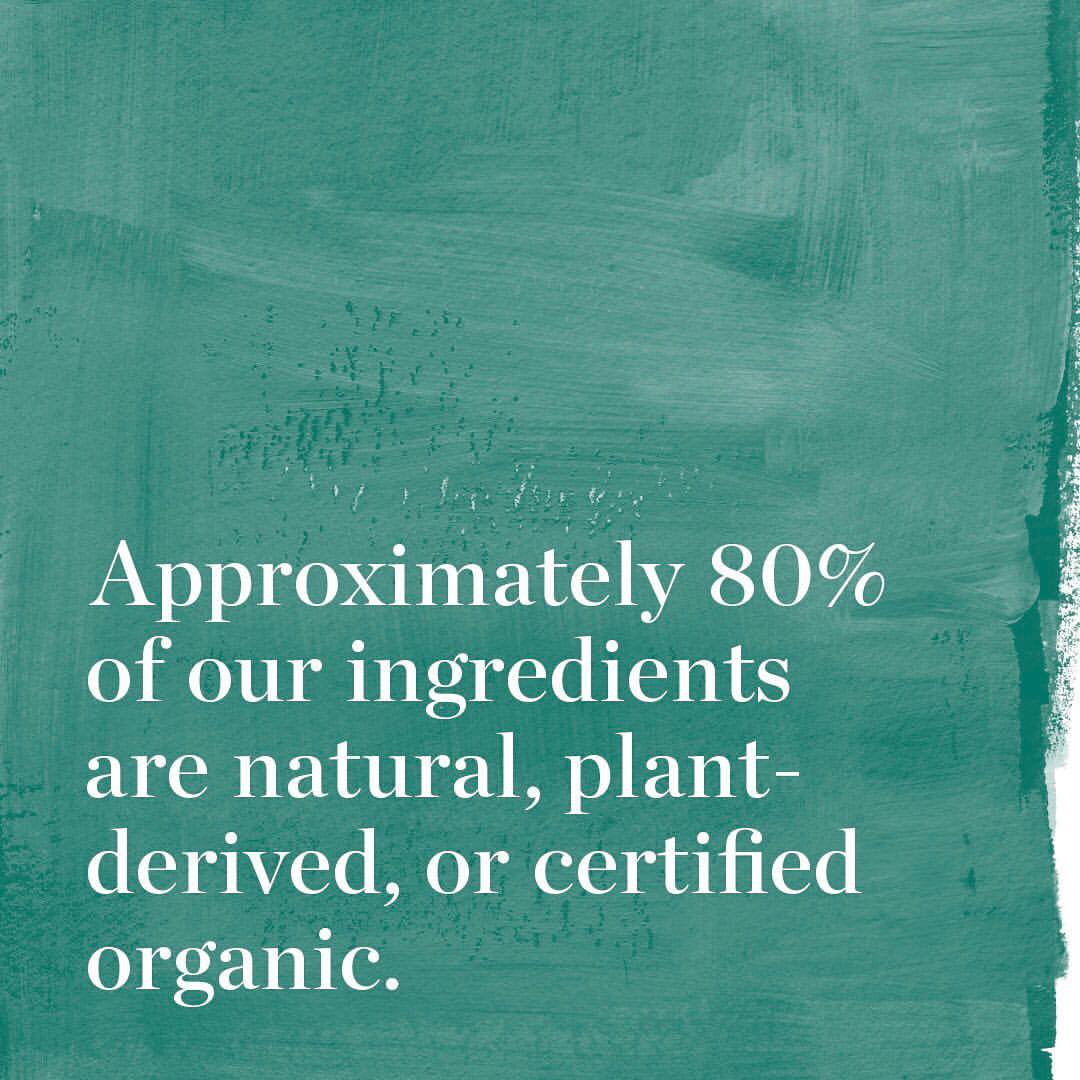 Approximately 80%
of our ingredients
are natural, plant-
derived, or certified
organic.